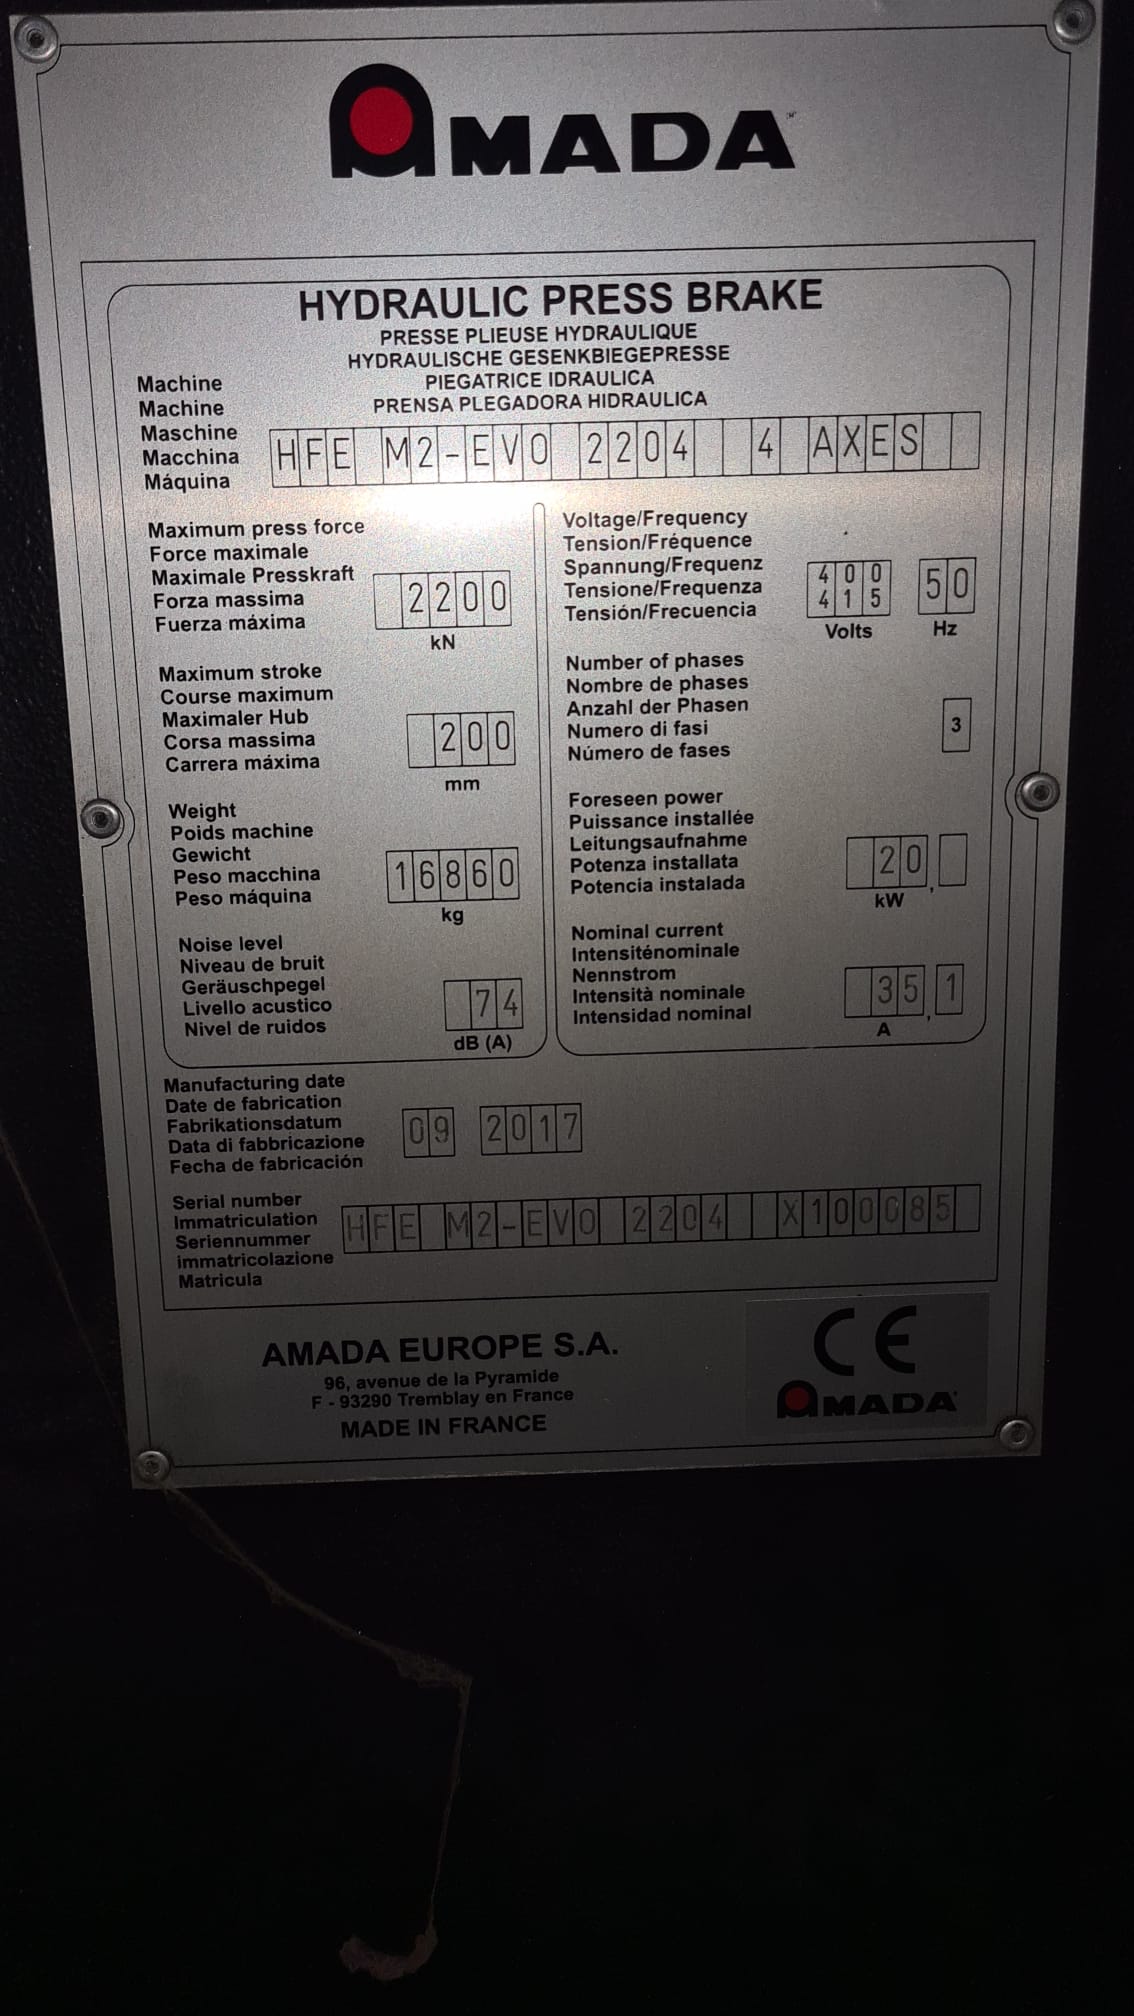 AMADA
HYDRAULIC PRESS BRAKE
PRESSE PLIEUSE HYDRAULIQUE
HYDRAULISCHE GESENKBIEGEPRESSE
PIEGATRICE IDRAULICA
PRENSA PLEGADORA HIDRAULICA
Machine
Machine
Maschine
Macchina
Máquina
HFE M2-EVO 2204 4 AXES
Maximum press force
Force maximale
Maximale Presskraft
Forza massima
Fuerza máxima
2200
kN
Maximum stroke
Course maximum
Maximaler Hub
Corsa massima
Carrera máxima
200
mm
Weight
Poids machine
Gewicht
Peso macchina
Peso máquina
16860
kg
Noise level
Niveau de bruit
Geräuschpegel
Livello acustico
Nivel de ruidos
74
dB (A)
Voltage/Frequency
Tension/Fréquence
Spannung/Frequenz
Tensione/Frequenza
Tensión/Frecuencia
400
415
Volts
50
Hz
Number of phases
Nombre de phases
Anzahl der Phasen
Numero di fasi
Número de fases
3
Foreseen power
Puissance installée
Leitungsaufnahme
Potenza installata
Potencia instalada
20,
kW
Nominal current
Intensiténominale
Nennstrom
Intensità nominale
Intensidad nominal
35,1
A
Manufacturing date
Date de fabrication
Fabrikationsdatum
Data di fabbricazione
Fecha de fabricación
09 2017
Serial number
Immatriculation
Seriennummer
immatricolazione
Matricula
HFE M2-EVO 2204 X100085
AMADA EUROPE S.A.
96, avenue de la Pyramide
F - 93290 Tremblay en France
MADE IN FRANCE
CE
AMADA